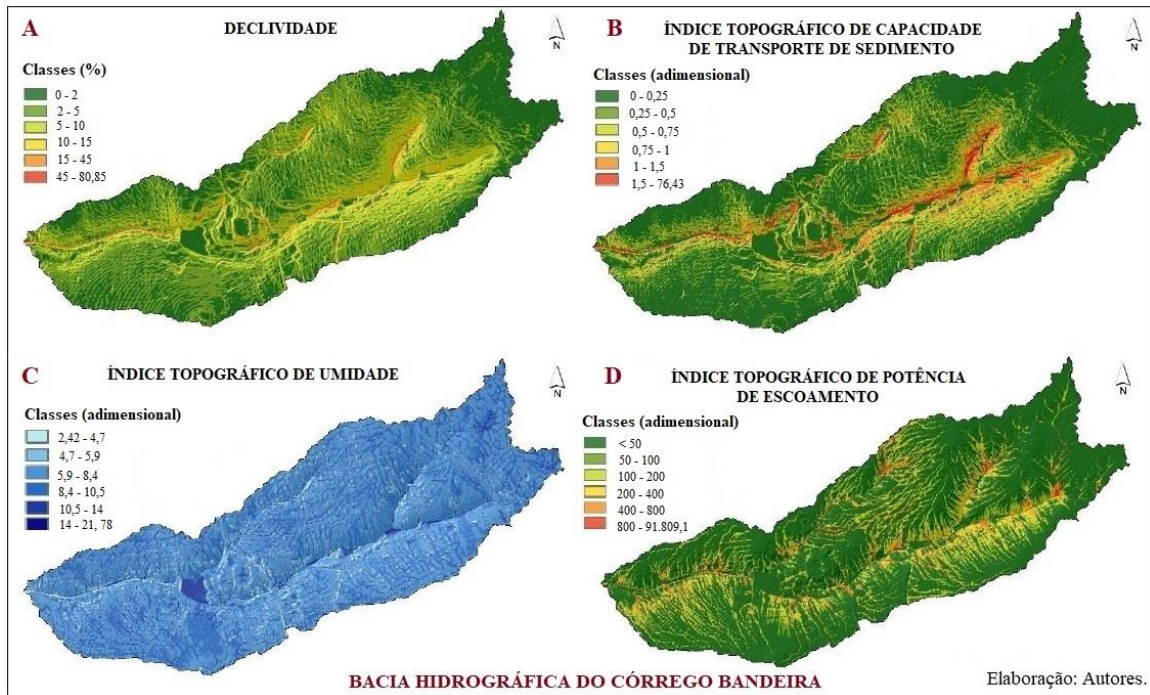 A
DECLIVIDADE
N
Classes (%)
0 - 2
2 - 5
5 - 10
10 - 15
15 - 45
45 - 80,85
B
ÍNDICE TOPOGRÁFICO DE CAPACIDADE
DE TRANSPORTE DE SEDIMENTO
N
Classes (adimensional)
0 - 0,25
0,25 - 0,5
0,5 - 0,75
0,75 - 1
1 - 1,5
1,5 - 76,43
C
ÍNDICE TOPOGRÁFICO DE UMIDADE
N
Classes (adimensional)
2,42 - 4,7
4,7 - 5,9
5,9 - 8,4
8,4 - 10,5
10,5 - 14
14 - 21, 78
D
ÍNDICE TOPOGRÁFICO DE POTÊNCIA
DE ESCOAMENTO
N
Classes (adimensional)
< 50
50 - 100
100 - 200
200 - 400
400 - 800
800 - 91.809,1
BACIA HIDROGRÁFICA DO CÓRREGO BANDEIRA
Elaboração: Autores.